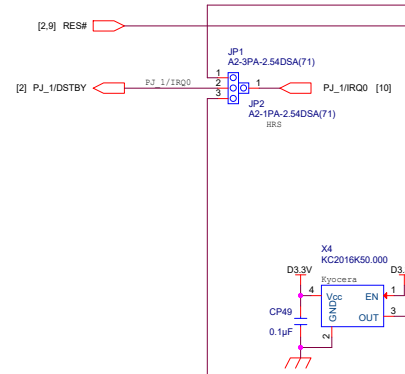 [2,9] RES#
JP1
A2-3PA-2.54DSA(71)
1
2
3
[2] PJ_1/DSTBY
PJ_1/IRQ0
1
PJ_1/IRQ0 [10]
JP2
A2-1PA-2.54DSA(71)
HRS
X4
KC2016K50.000
Kyocera
D3.3V
D3.
4
Vcc
EN
1
GND
OUT
3
2
CP49
0.1µF